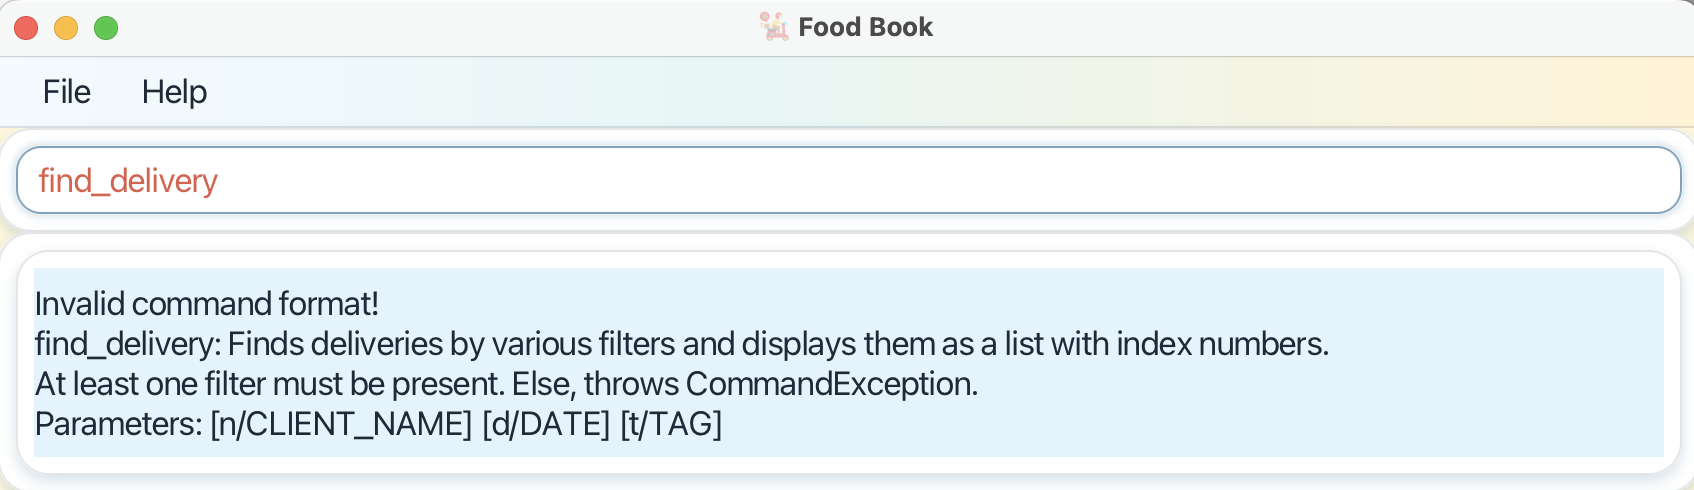 Food Book
File Help
find_delivery
Invalid command format!
find_delivery: Finds deliveries by various filters and displays them as a list with index numbers.
At least one filter must be present. Else, throws CommandException.
Parameters: [n/CLIENT_NAME] [d/DATE] [t/TAG]